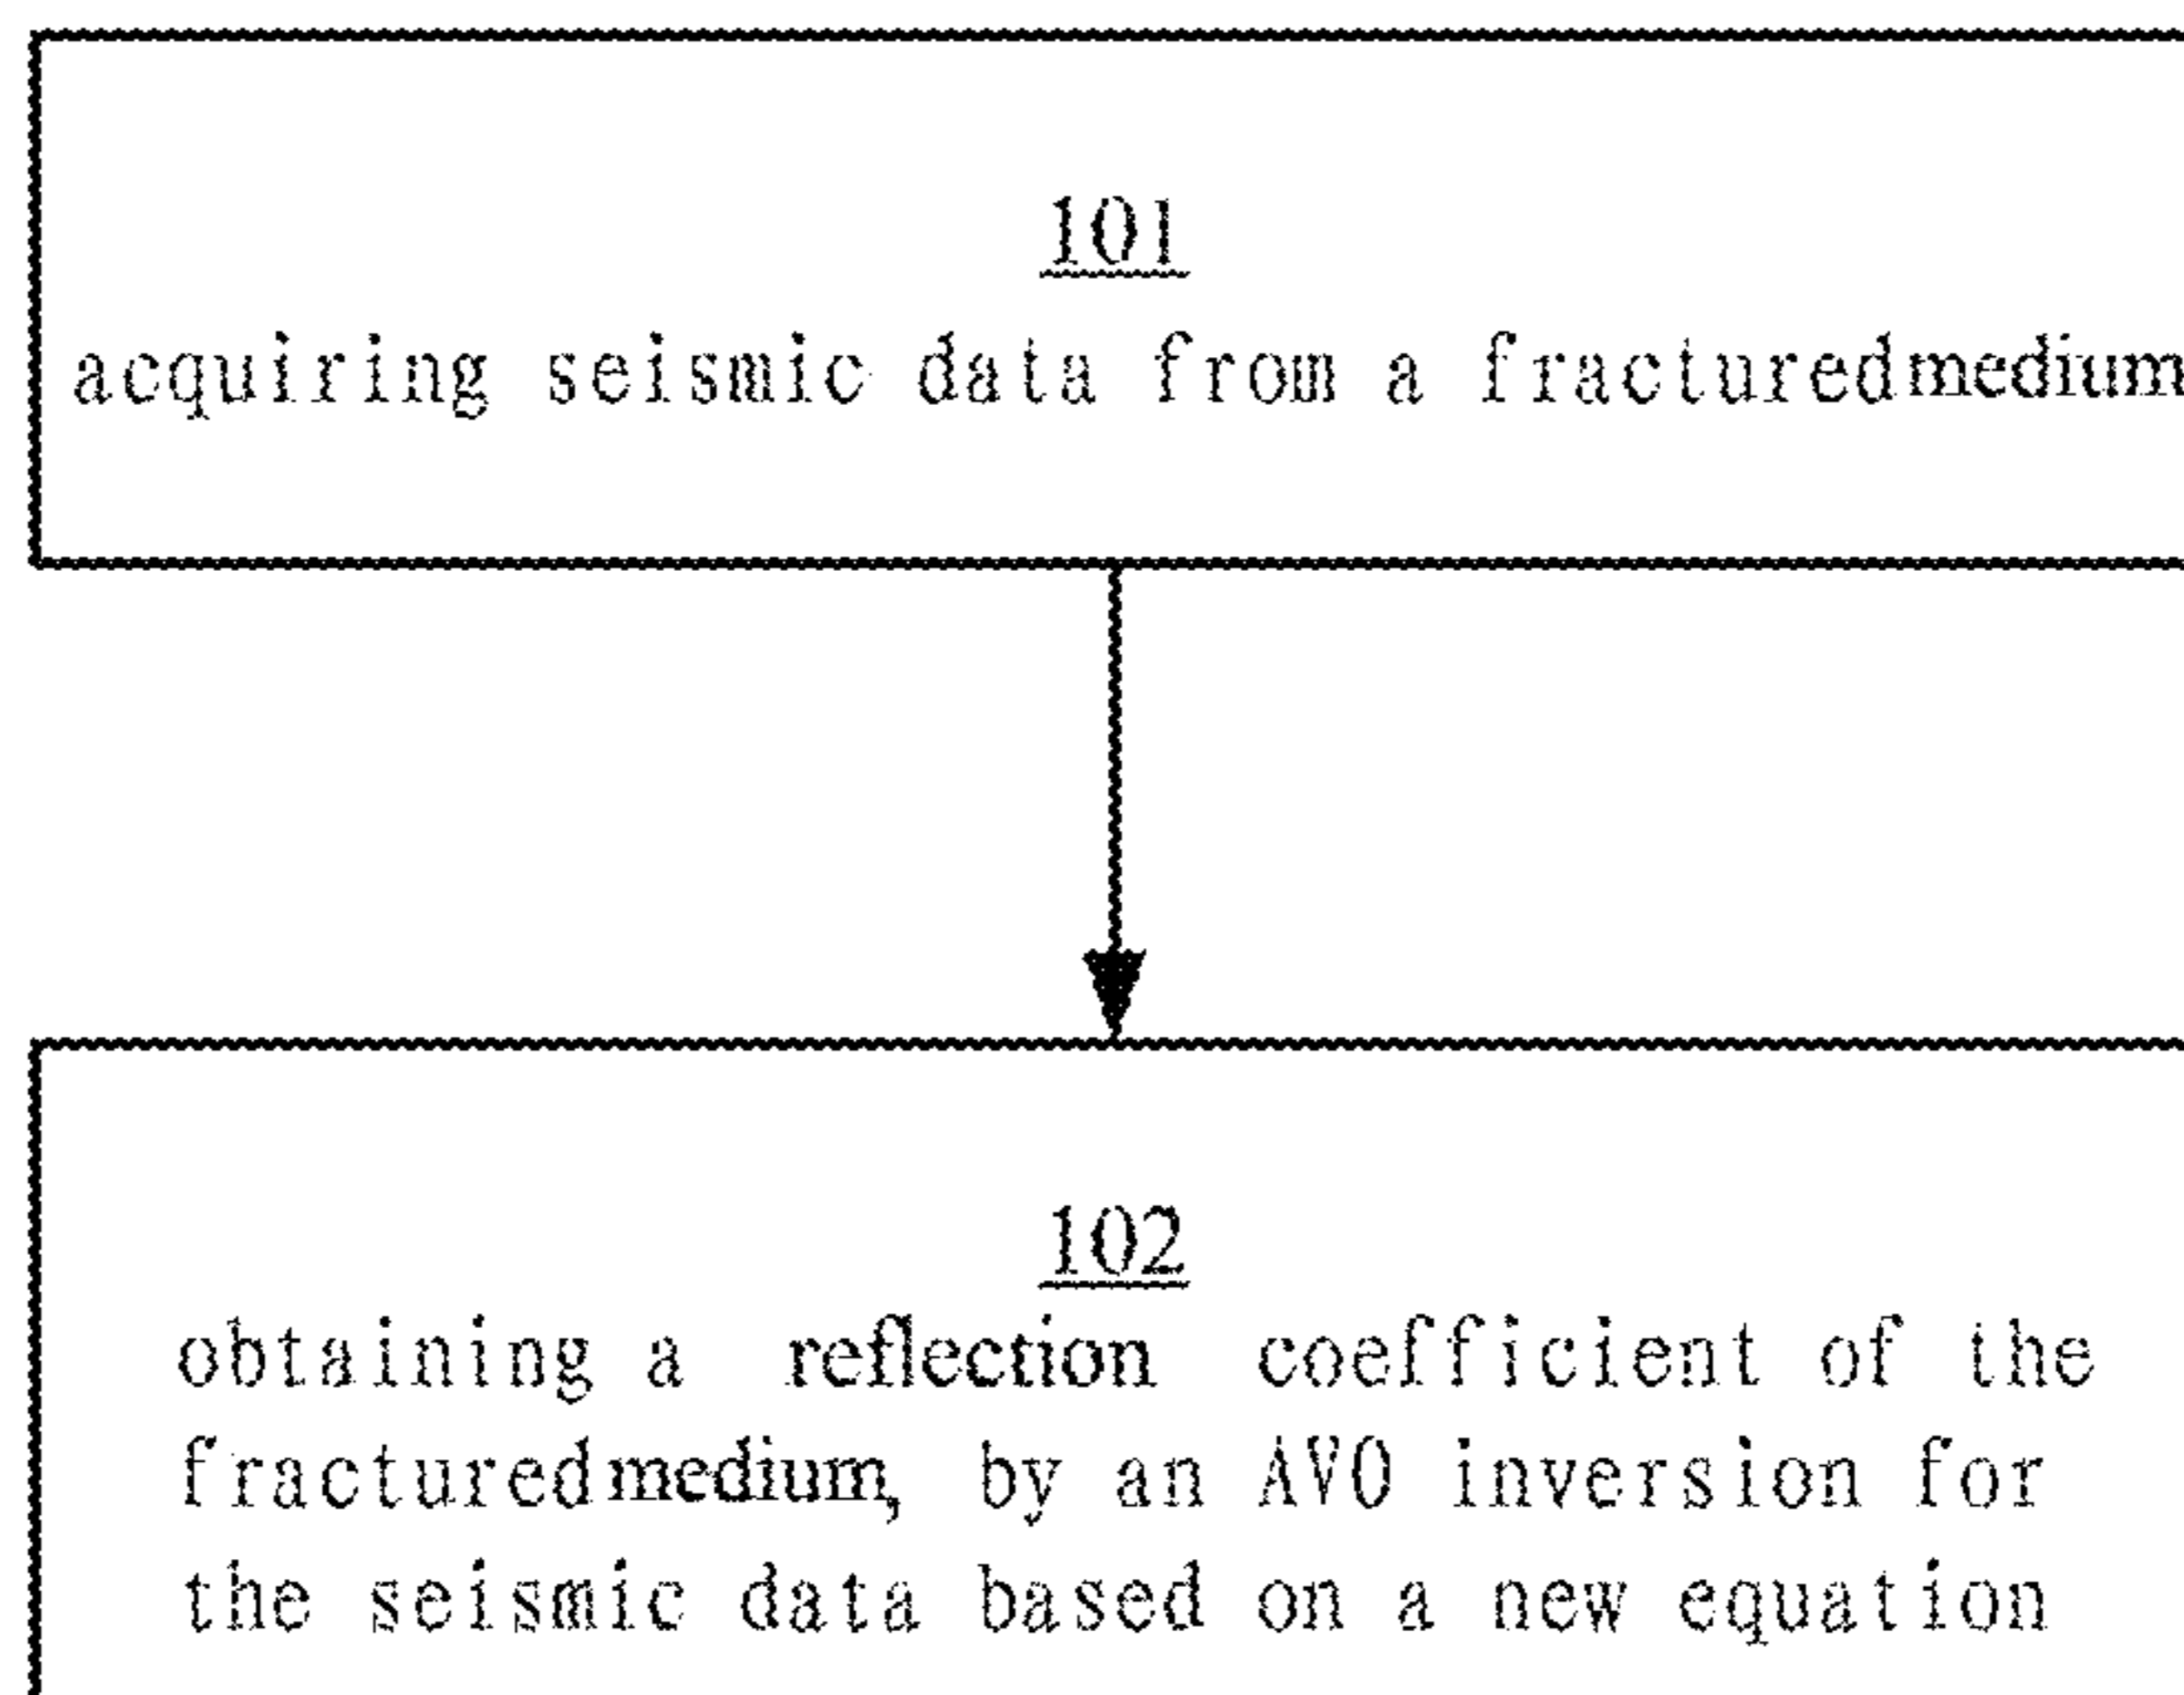 101
acquiring seismic data from a fracturedmedium
102
obtaining a reflection coefficient of the
fracturedmedium, by an AVO inversion for
the seismic data based on a new equation